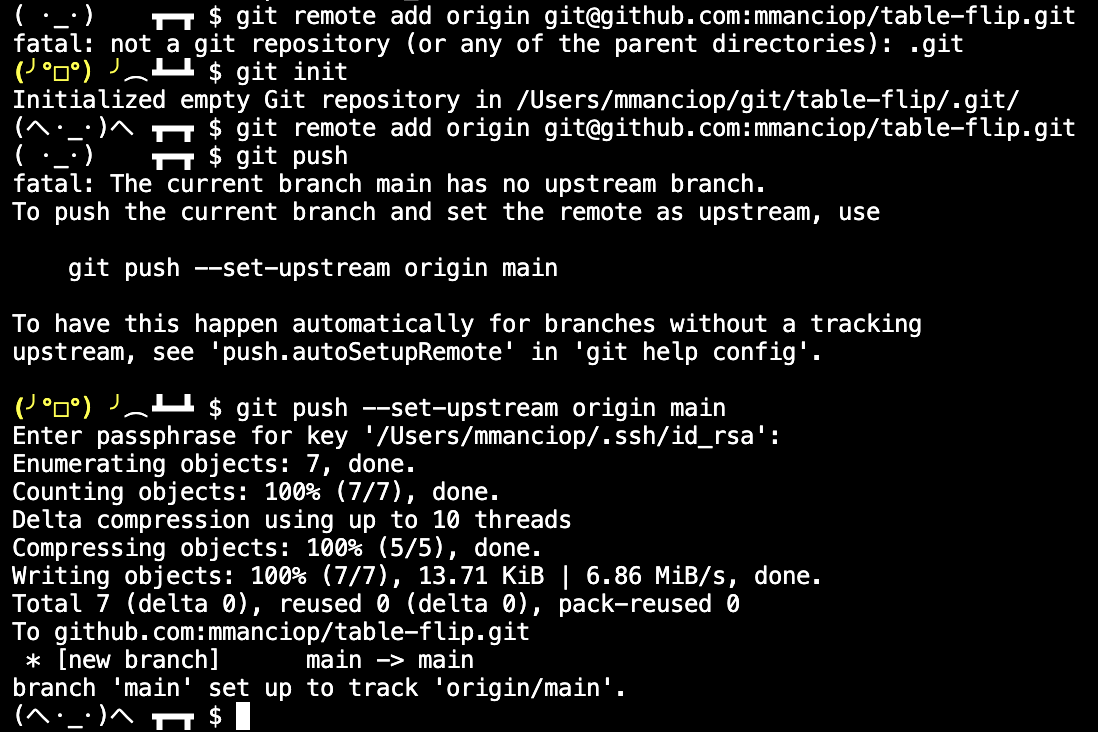 ( ·_·)    ┳━┳ $ git remote add origin git@github.com:mmanciop/table-flip.git
fatal: not a git repository (or any of the parent directories): .git
(╯°□°) ╯︵┻━┻ $ git init
Initialized empty Git repository in /Users/mmanciop/git/table-flip/.git/
(ヘ·_·)ヘ ┳━┳ $ git remote add origin git@github.com:mmanciop/table-flip.git
( ·_·)    ┳━┳ $ git push
fatal: The current branch main has no upstream branch.
To push the current branch and set the remote as upstream, use
    git push --set-upstream origin main
To have this happen automatically for branches without a tracking
upstream, see 'push.autoSetupRemote' in 'git help config'.
(╯°□°) ╯︵┻━┻ $ git push --set-upstream origin main
Enter passphrase for key '/Users/mmanciop/.ssh/id_rsa':
Enumerating objects: 7, done.
Counting objects: 100% (7/7), done.
Delta compression using up to 10 threads
Compressing objects: 100% (5/5), done.
Writing objects: 100% (7/7), 13.71 KiB | 6.86 MiB/s, done.
Total 7 (delta 0), reused 0 (delta 0), pack-reused 0
To github.com:mmanciop/table-flip.git
 * [new branch]      main -> main
branch 'main' set up to track 'origin/main'.
(ヘ·_·)ヘ ┳━┳ $